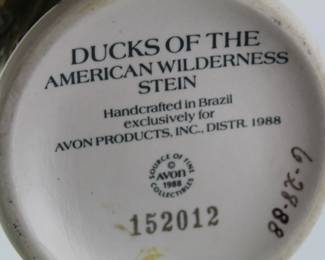 DUCKS OF THE
AMERICAN WILDERNESS
STEIN
Handcrafted in Brazil
exclusively for
AVON PRODUCTS, INC., DISTR. 1988
SOURCE OF FINE
©
AVON
1988
COLLECTIBLES
152012
6-28-88